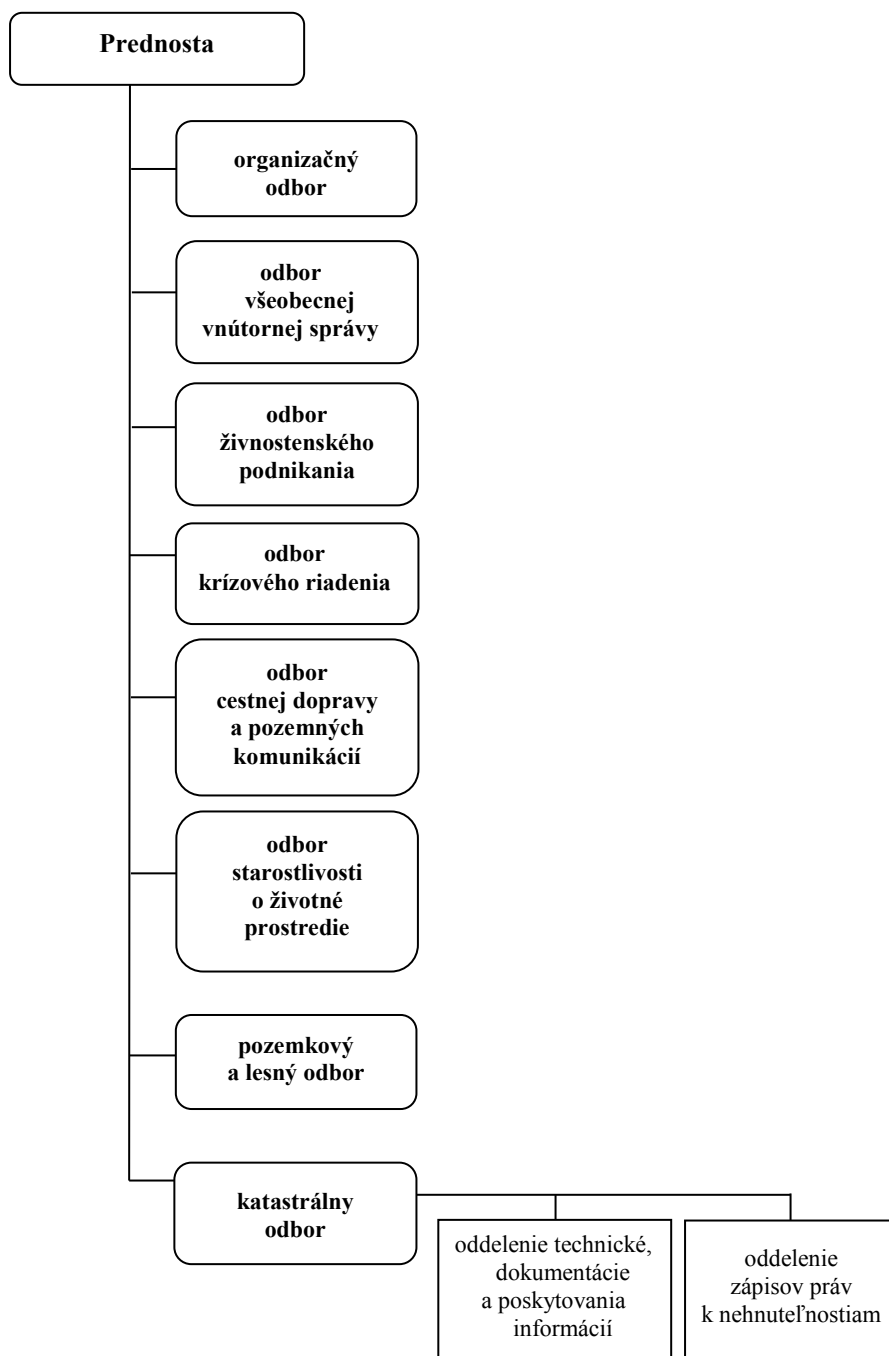 Prednosta
organizačný
odbor
odbor
všeobecnej
vnútornej správy
odbor
živnostenského
podnikania
odbor
krízového riadenia
odbor
cestnej dopravy
a pozemných
komunikácií
odbor
starostlivosti
o životné
prostredie
pozemkový
a lesný odbor
katastrálny
odbor
oddelenie technické,
dokumentácie
a poskytovania
informácií
oddelenie
zápisov práv
k nehnuteľnostiam